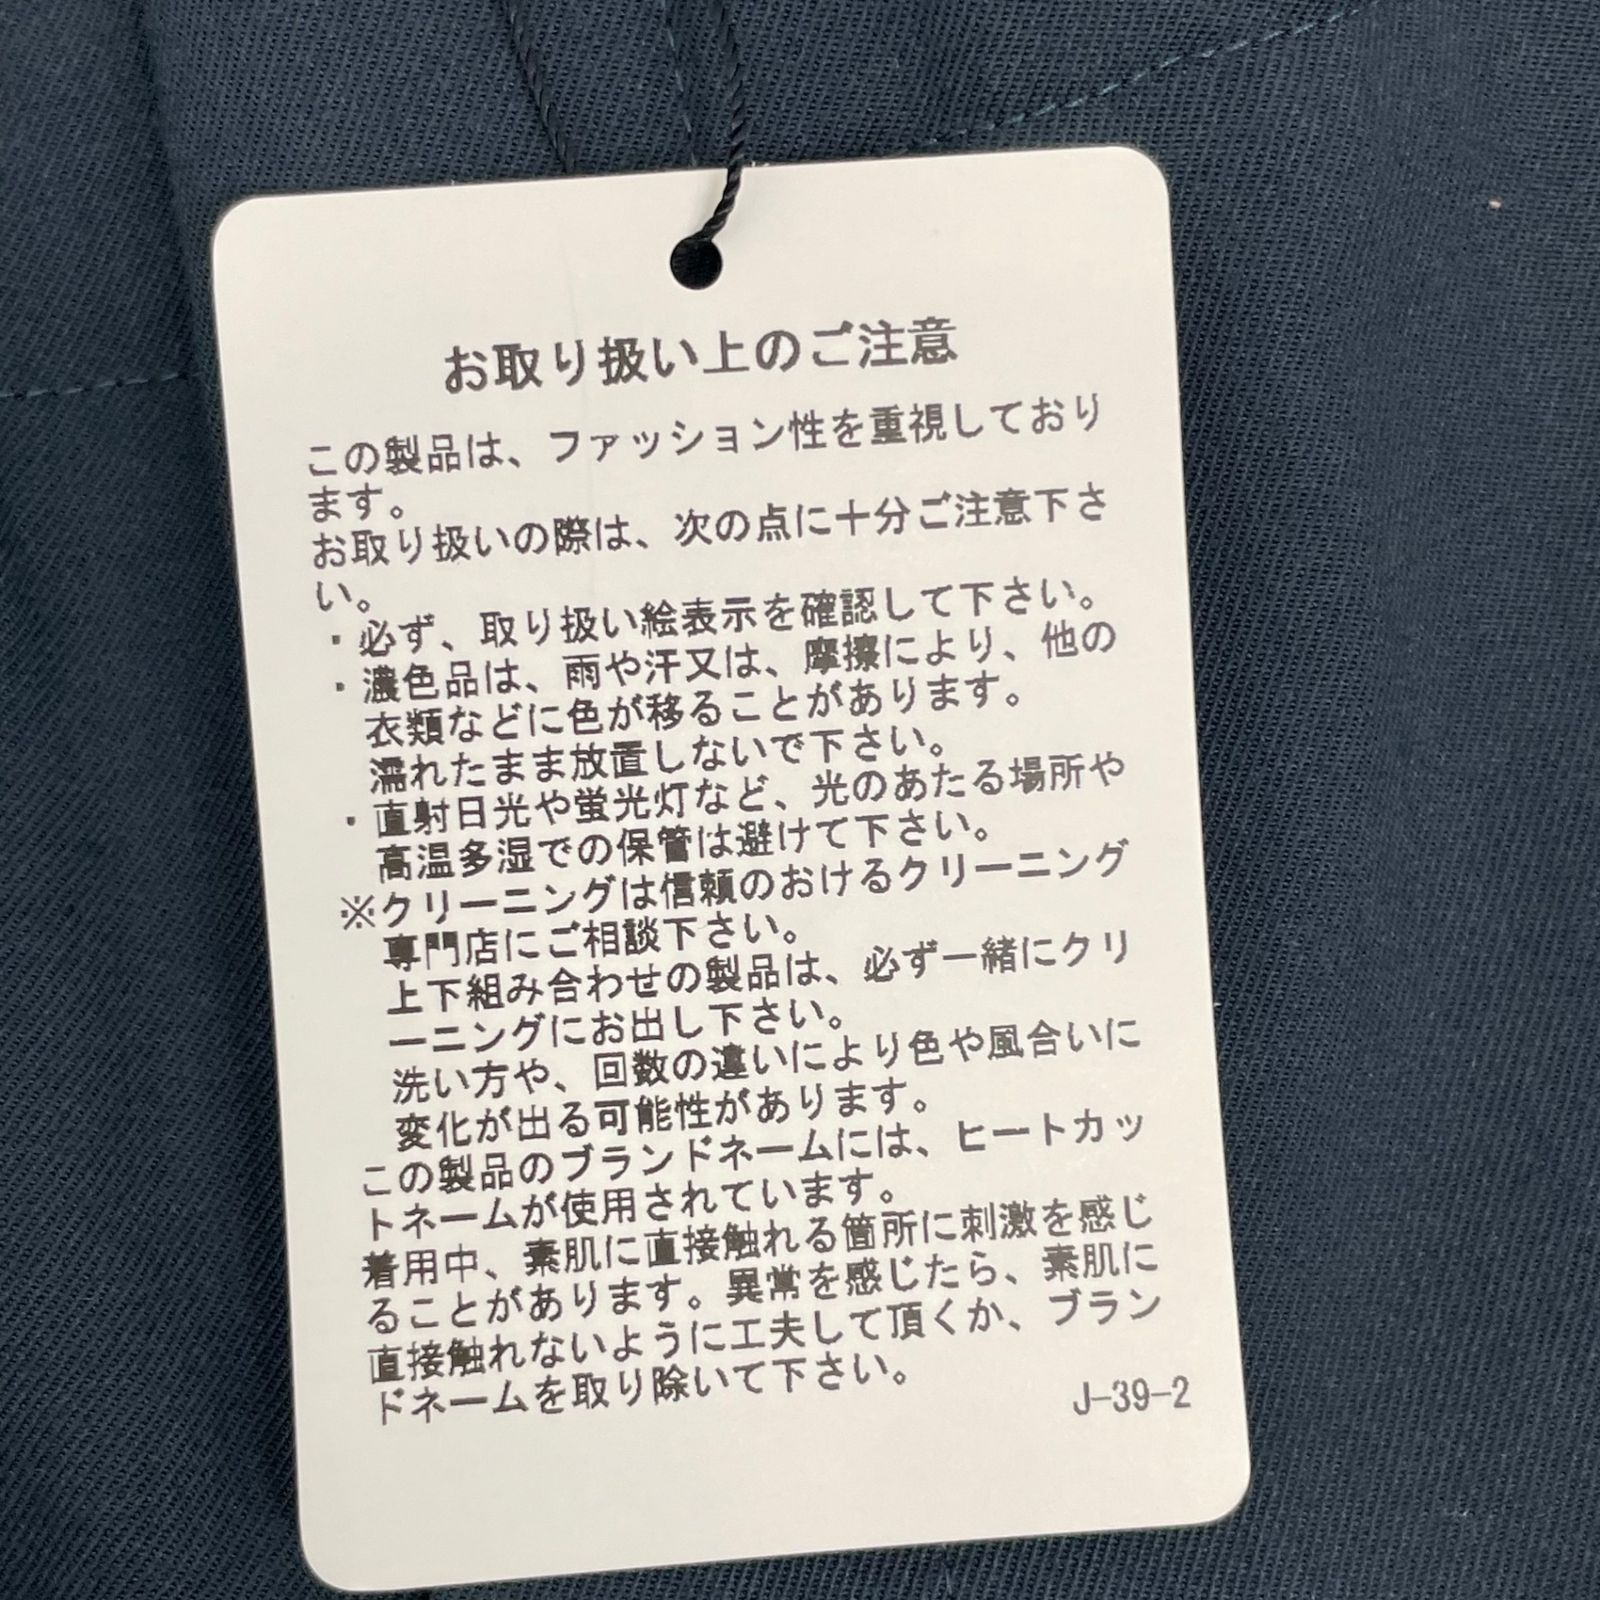 お取り扱い上のご注意
この製品は、ファッション性を重視しており
ます。
お取り扱いの際は、次の点に十分ご注意下さ
い。
・必ず、取り扱い絵表示を確認して下さい。
・濃色品は、雨や汗又は、摩擦により、他の
衣類などに色が移ることがあります。
濡れたまま放置しないで下さい。
・直射日光や蛍光灯など、光のあたる場所や
高温多湿での保管は避けて下さい。
※クリーニングは信頼のおけるクリーニング
専門店にご相談下さい。
上下組み合わせの製品は、必ず一緒にクリ
ーニングにお出し下さい。
洗い方や、回数の違いにより色や風合いに
変化が出る可能性があります。
この製品のブランドネームには、ヒートカッ
トネームが使用されています。
着用中、素肌に直接触れる箇所に刺激を感じ
ることがあります。異常を感じたら、素肌に
直接触れないように工夫して頂くか、ブラン
ドネームを取り除いて下さい。
J-39-2